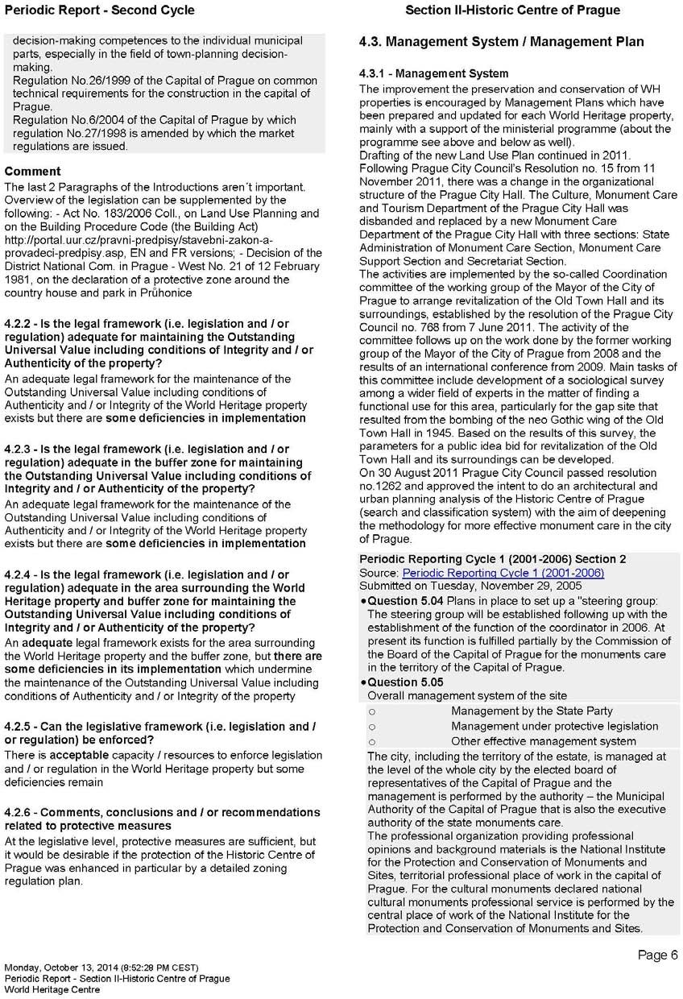 Periodic Report - Second Cycle
Section II-Historic Centre of Prague
decision-making competences to the individual municipal
parts, especially in the field of town-planning decision-
making.
Regulation No.26/1999 of the Capital of Prague on common
technical requirements for the construction in the capital of
Prague.
Regulation No.6/2004 of the Capital of Prague by which
regulation No.27/1998 is amended by which the market
regulations are issued.
Comment
The last 2 Paragraphs of the Introductions aren´t important.
Overview of the legislation can be supplemented by the
following: - Act No. 183/2006 Coll., on Land Use Planning and
on the Building Procedure Code (the Building Act)
http://portal.uur.cz/pravni-predpisy/stavebni-zakon-a-
provadeci-predpisy.asp, EN and FR versions; - Decision of the
District National Com. in Prague - West No. 21 of 12 February
1981, on the declaration of a protective zone around the
country house and park in Průhonice
4.2.2 - Is the legal framework (i.e. legislation and / or
regulation) adequate for maintaining the Outstanding
Universal Value including conditions of Integrity and / or
Authenticity of the property?
An adequate legal framework for the maintenance of the
Outstanding Universal Value including conditions of
Authenticity and / or Integrity of the World Heritage property
exists but there are some deficiencies in implementation
4.2.3 - Is the legal framework (i.e. legislation and / or
regulation) adequate in the buffer zone for maintaining
the Outstanding Universal Value including conditions of
Integrity and / or Authenticity of the property?
An adequate legal framework for the maintenance of the
Outstanding Universal Value including conditions of
Authenticity and / or Integrity of the World Heritage property
exists but there are some deficiencies in implementation
4.2.4 - Is the legal framework (i.e. legislation and / or
regulation) adequate in the area surrounding the World
Heritage property and buffer zone for maintaining the
Outstanding Universal Value including conditions of
Integrity and / or Authenticity of the property?
An adequate legal framework exists for the area surrounding
the World Heritage property and the buffer zone, but there are
some deficiencies in its implementation which undermine
the maintenance of the Outstanding Universal Value including
conditions of Authenticity and / or Integrity of the property
4.2.5 - Can the legislative framework (i.e. legislation and /
or regulation) be enforced?
There is acceptable capacity / resources to enforce legislation
and / or regulation in the World Heritage property but some
deficiencies remain
4.2.6 - Comments, conclusions and / or recommendations
related to protective measures
At the legislative level, protective measures are sufficient, but
it would be desirable if the protection of the Historic Centre of
Prague was enhanced in particular by a detailed zoning
regulation plan.
4.3. Management System / Management Plan
4.3.1 - Management System
The improvement the preservation and conservation of WH
properties is encouraged by Management Plans which have
been prepared and updated for each World Heritage property,
mainly with a support of the ministerial programme (about the
programme see above and below as well).
Drafting of the new Land Use Plan continued in 2011.
Following Prague City Council's Resolution no. 15 from 11
November 2011, there was a change in the organizational
structure of the Prague City Hall. The Culture, Monument Care
and Tourism Department of the Prague City Hall was
disbanded and replaced by a new Monument Care
Department of the Prague City Hall with three sections: State
Administration of Monument Care Section, Monument Care
Support Section and Secretariat Section.
The activities are implemented by the so-called Coordination
committee of the working group of the Mayor of the City of
Prague to arrange revitalization of the Old Town Hall and its
surroundings, established by the resolution of the Prague City
Council no. 768 from 7 June 2011. The activity of the
committee follows up on the work done by the former working
group of the Mayor of the City of Prague from 2008 and the
results of an international conference from 2009. Main tasks of
this committee include development of a sociological survey
among a wider field of experts in the matter of finding a
functional use for this area, particularly for the gap site that
resulted from the bombing of the neo Gothic wing of the Old
Town Hall in 1945. Based on the results of this survey, the
parameters for a public idea bid for revitalization of the Old
Town Hall and its surroundings can be developed.
On 30 August 2011 Prague City Council passed resolution
no.1262 and approved the intent to do an architectural and
urban planning analysis of the Historic Centre of Prague
(search and classification system) with the aim of deepening
the methodology for more effective monument care in the city
of Prague.
Periodic Reporting Cycle 1 (2001-2006) Section 2
Source: Periodic Reporting Cycle 1 (2001-2006)
Submitted on Tuesday, November 29, 2005
●Question 5.04 Plans in place to set up a "steering group:
The steering group will be established following up with the
establishment of the function of the coordinator in 2006. At
present its function is fulfilled partially by the Commission of
the Board of the Capital of Prague for the monuments care
in the territory of the Capital of Prague.
●Question 5.05
Overall management system of the site
○ Management by the State Party
○ Management under protective legislation
○ Other effective management system
The city, including the territory of the estate, is managed at
the level of the whole city by the elected board of
representatives of the Capital of Prague and the
management is performed by the authority – the Municipal
Authority of the Capital of Prague that is also the executive
authority of the state monuments care.
The professional organization providing professional
opinions and background materials is the National Institute
for the Protection and Conservation of Monuments and
Sites, territorial professional place of work in the capital of
Prague. For the cultural monuments declared national
cultural monuments professional service is performed by the
central place of work of the National Institute for the
Protection and Conservation of Monuments and Sites.
Page 6
Monday, October 13, 2014 (8:52:28 PM CEST)
Periodic Report - Section II-Historic Centre of Prague
World Heritage Centre